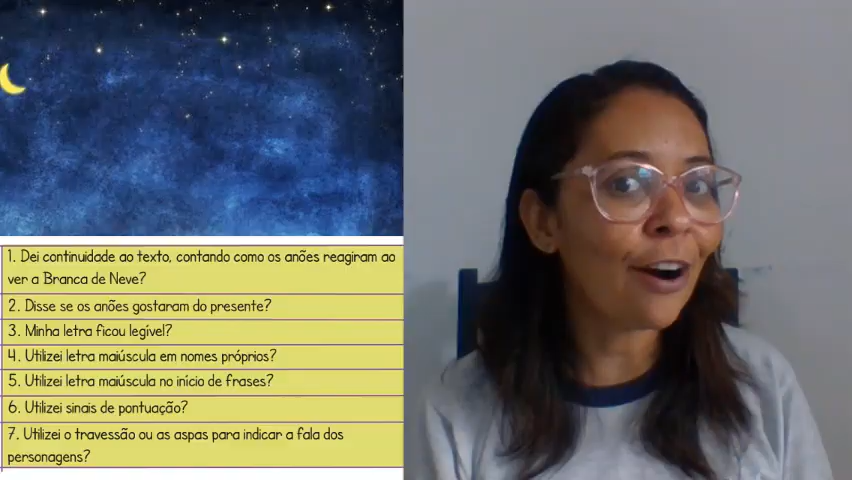 1. Dei continuidade ao texto, contando como os anões reagiram ao
ver a Branca de Neve?
2. Disse se os anões gostaram do presente?
3. Minha letra ficou legível?
4. Utilizei letra maiúscula em nomes próprios?
5. Utilizei letra maiúscula no início de frases?
6. Utilizei sinais de pontuação?
7. Utilizei o travessão ou as aspas para indicar a fala dos
personagens?